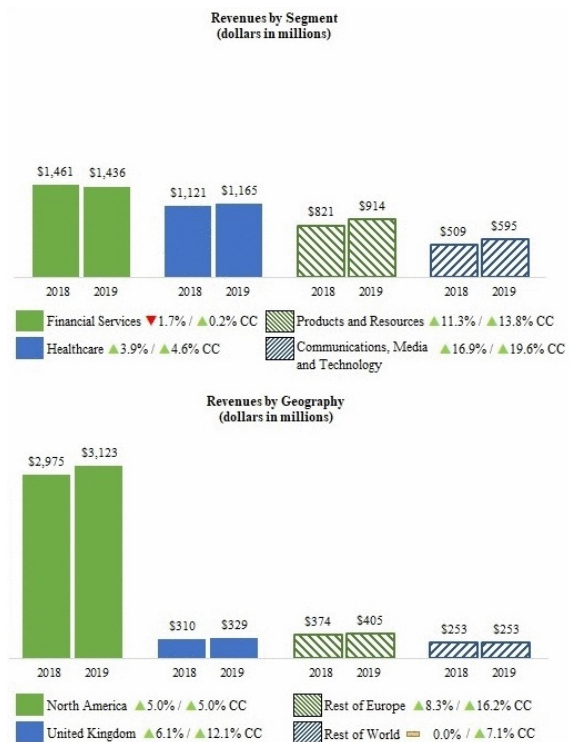 Revenues by Segment
(dollars in millions)
$1,461 $1,436 $1,121 $1,165 $821 $914 $509 $595
2018 2019 2018 2019 2018 2019 2018 2019
Financial Services ▼1.7% / ▲0.2% CC Products and Resources ▲11.3% / ▲13.8% CC
Healthcare ▲3.9% / ▲4.6% CC Communications, Media ▲16.9% / ▲19.6% CC
and Technology
Revenues by Geography
(dollars in millions)
$2,975 $3,123 $310 $329 $374 $405 $253 $253
2018 2019 2018 2019 2018 2019 2018 2019
North America ▲5.0% / ▲5.0% CC Rest of Europe ▲8.3% / ▲16.2% CC
United Kingdom ▲6.1% / ▲12.1% CC Rest of World 0.0% / ▲7.1% CC